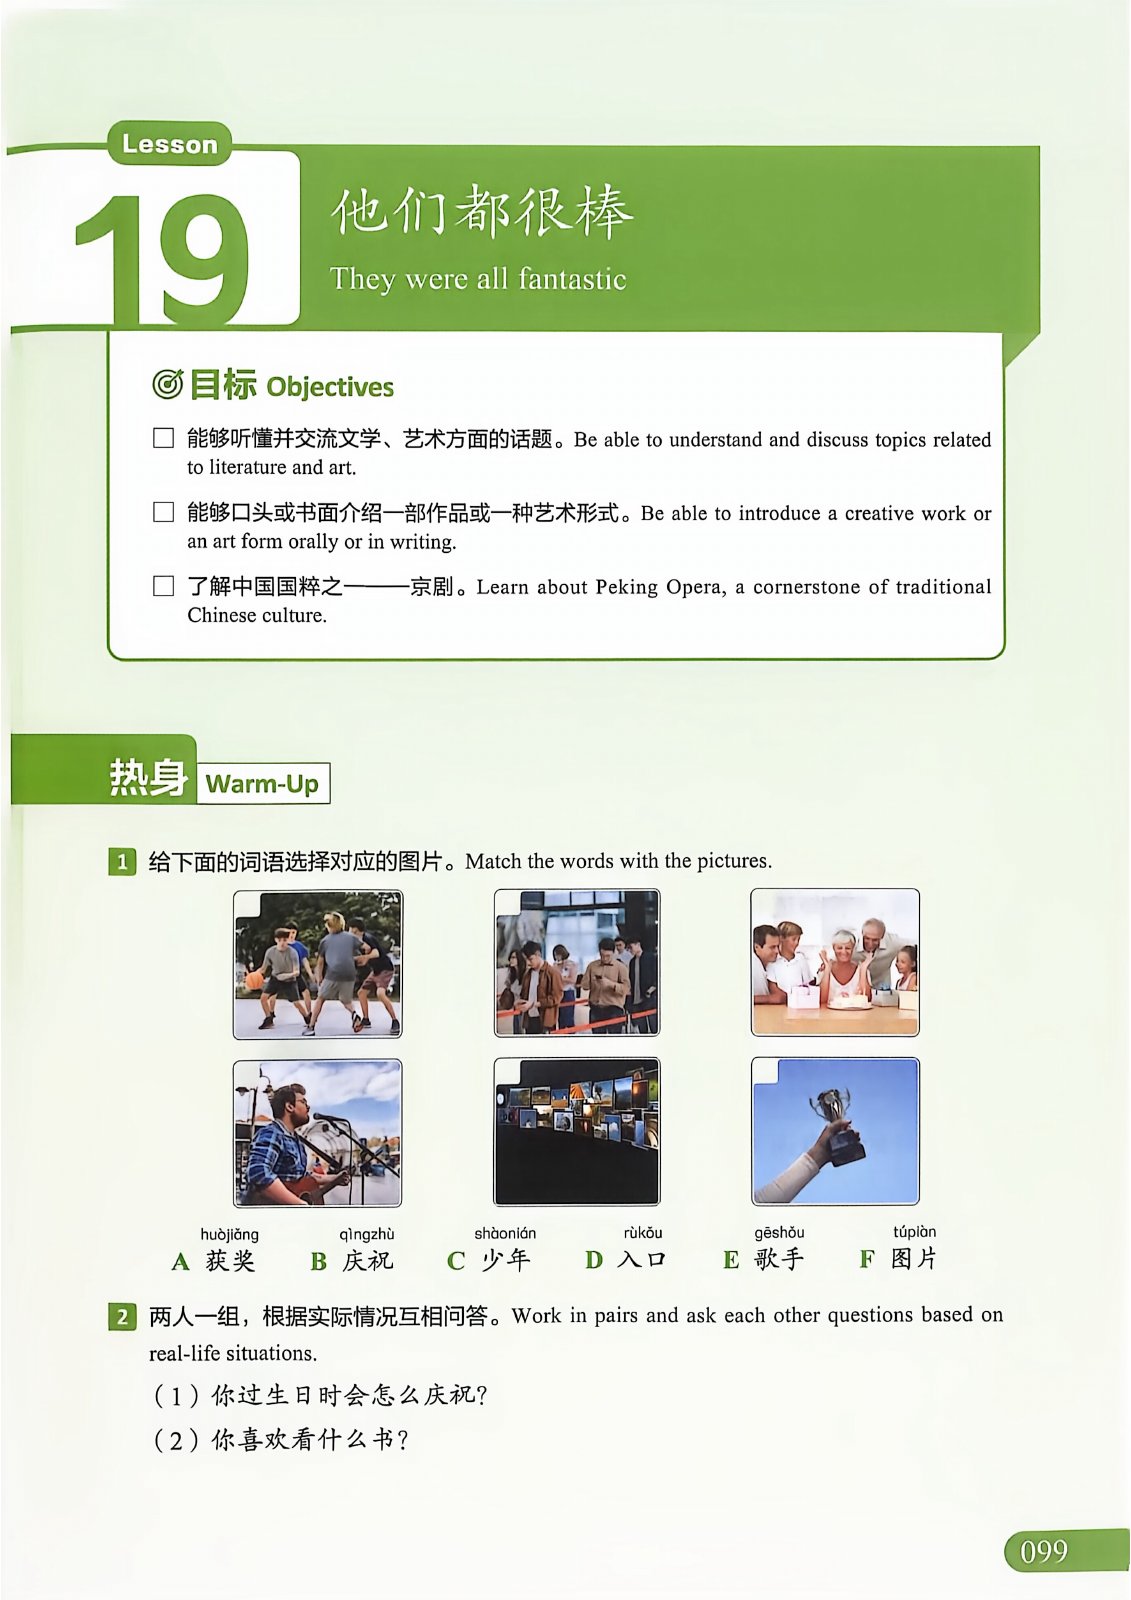 Lesson
19
他们都很棒
They were all fantastic
目标 Objectives
□ 能够听懂并交流文学、艺术方面的话题。Be able to understand and discuss topics related
to literature and art.
□ 能够口头或书面介绍一部作品或一种艺术形式。Be able to introduce a creative work or
an art form orally or in writing.
□ 了解中国国粹之一——京剧。Learn about Peking Opera, a cornerstone of traditional
Chinese culture.
热身 Warm-Up
1 给下面的词语选择对应的图片。Match the words with the pictures.
huòjiǎng qìngzhù shàonián rùkǒu gēshǒu túpiàn
A 获奖 B 庆祝 C 少年 D 入口 E 歌手 F 图片
2 两人一组，根据实际情况互相问答。Work in pairs and ask each other questions based on
real-life situations.
（1）你过生日时会怎么庆祝？
（2）你喜欢看什么书？
099